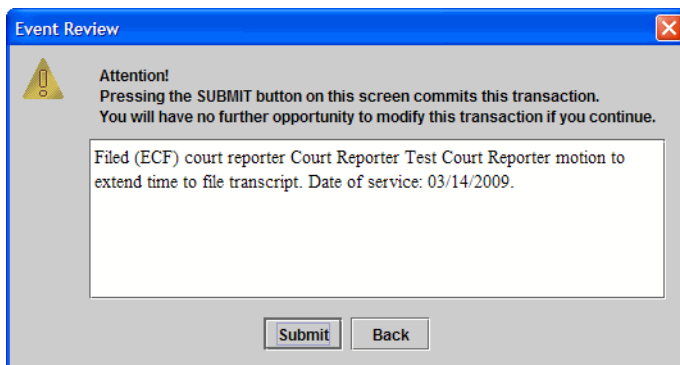 Event Review
Attention!
Pressing the SUBMIT button on this screen commits this transaction.
You will have no further opportunity to modify this transaction if you continue.
Filed (ECF) court reporter Court Reporter Test Court Reporter motion to
extend time to file transcript. Date of service: 03/14/2009.
Submit Back